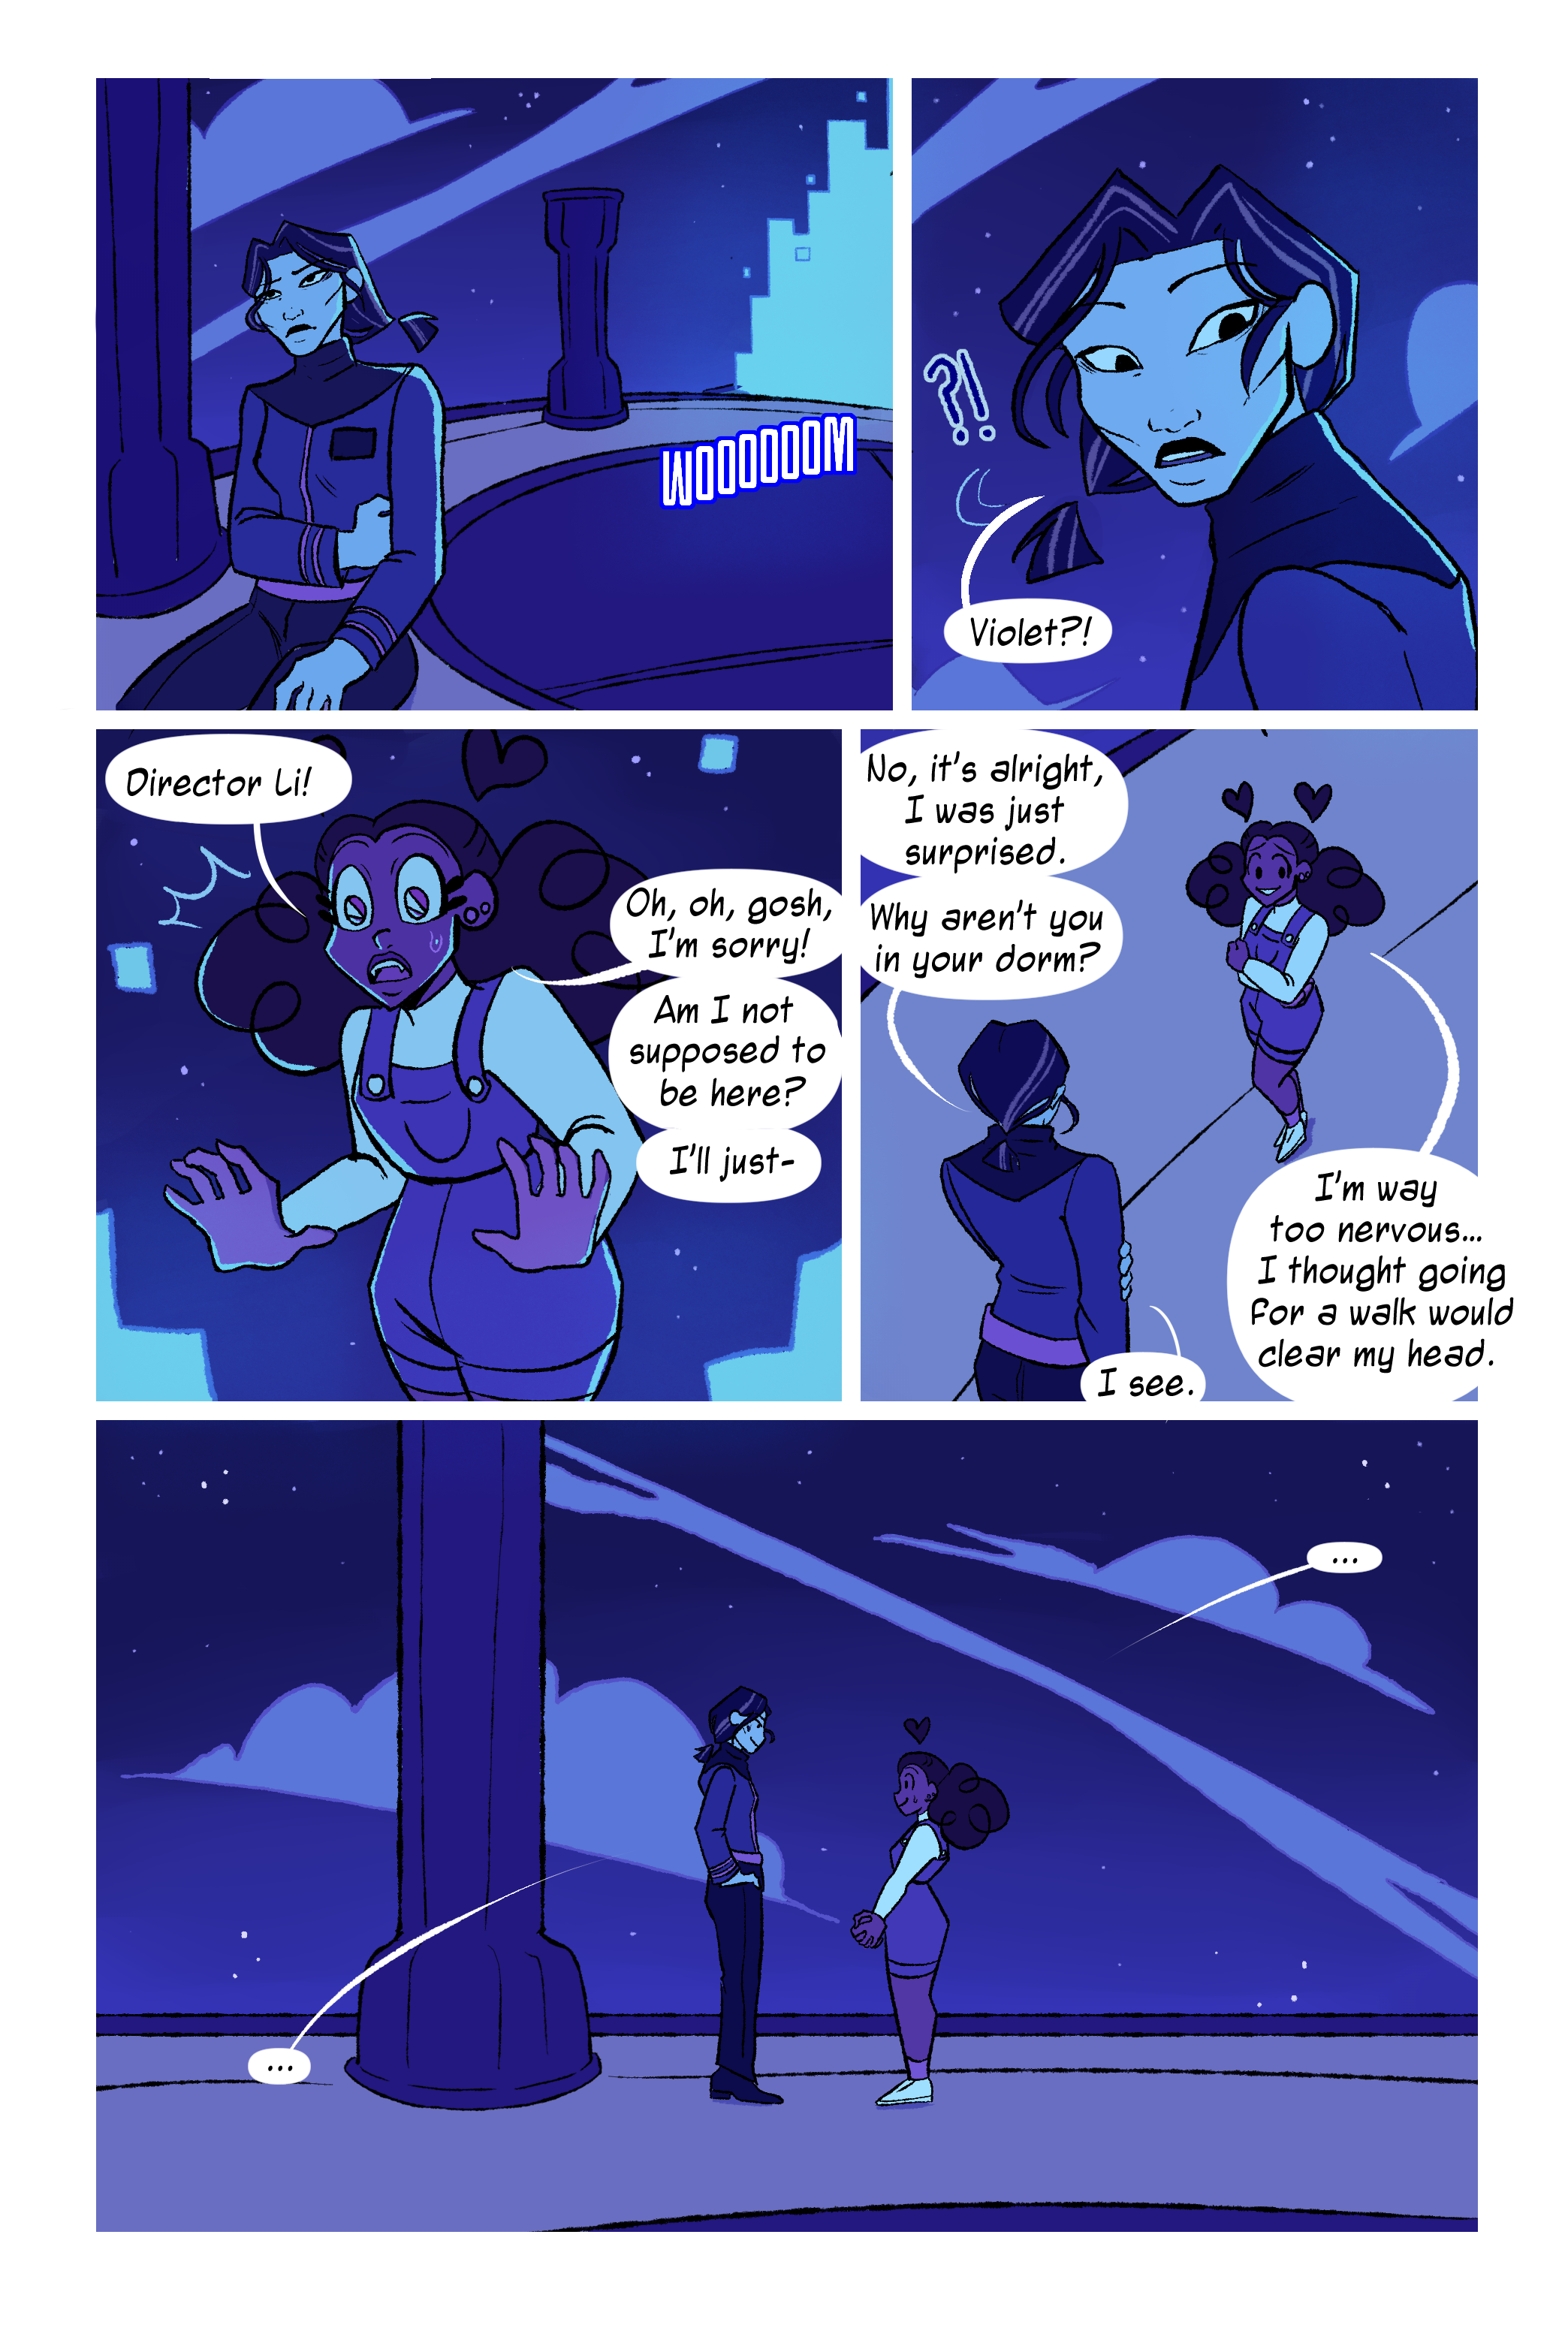 WOOOOOOM
?!
Violet?!
Director Li!
Oh, oh, gosh,
I'm sorry!
Am I not
supposed to
be here?
I'll just-
No, it's alright,
I was just
surprised.
Why aren't you
in your dorm?
I'm way
too nervous...
I thought going
for a walk would
clear my head.
I see.
...
...